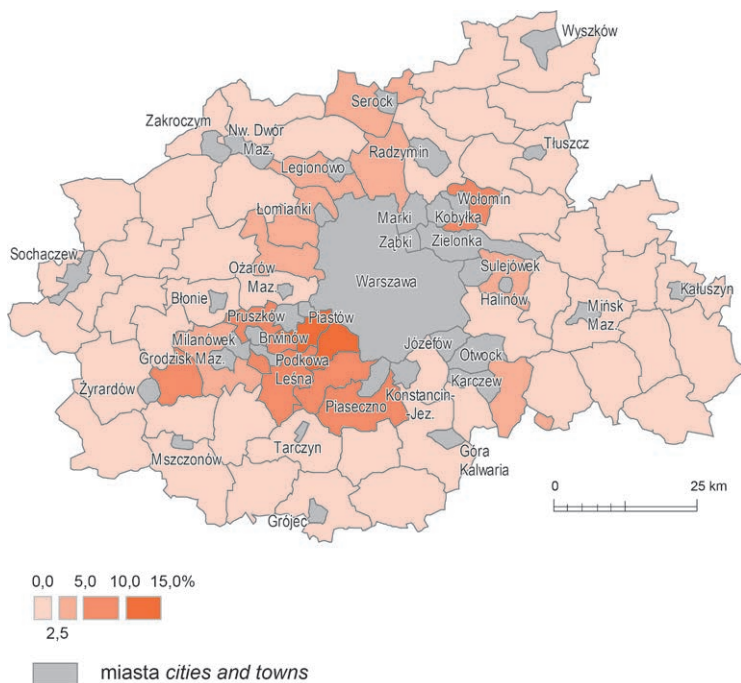 Wyszków
Serock
Zakroczym
Nw. Dwór
Maz.
Radzymin
Tłuszcz
Legionowo
Wołomin
Łomianki
Marki
Kobyłka
Ząbki
Zielonka
Sochaczew
Ożarów
Maz.
Warszawa
Sulejówek
Halinów
Kałuszyn
Błonie
Mińsk
Maz.
Pruszków
Piastów
Milanówek
Brwinów
Józefów
Otwock
Grodzisk Maz.
Podkowa
Leśna
Karczew
Żyrardów
Piaseczno
Konstancin-
-Jez.
Mszczonów
Tarczyn
Góra
Kalwaria
Grójec
0 25 km
0,0 5,0 10,0 15,0%
2,5
miasta cities and towns